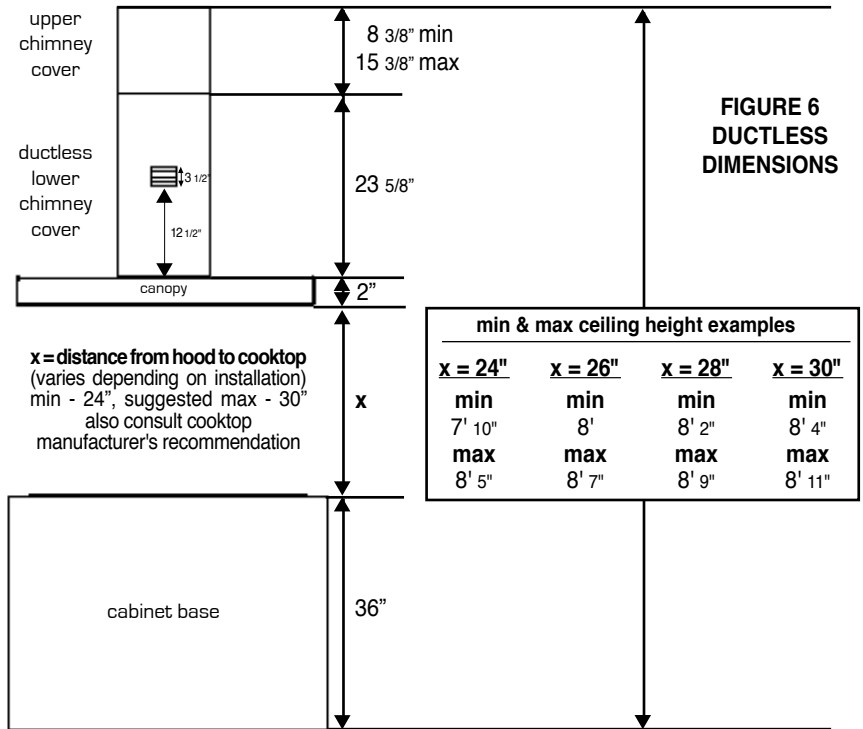 upper
chimney
cover
8 3/8" min
15 3/8" max
FIGURE 6
DUCTLESS
DIMENSIONS
ductless
lower
chimney
cover
3 1/2"
12 1/2"
23 5/8"
canopy
2”
x = distance from hood to cooktop
(varies depending on installation)
min - 24”, suggested max - 30”
also consult cooktop
manufacturer's recommendation
x
min & max ceiling height examples
x = 24" x = 26" x = 28" x = 30"
min min min min
7' 10" 8' 8' 2" 8' 4"
max max max max
8' 5" 8' 7" 8' 9" 8' 11"
cabinet base
36”